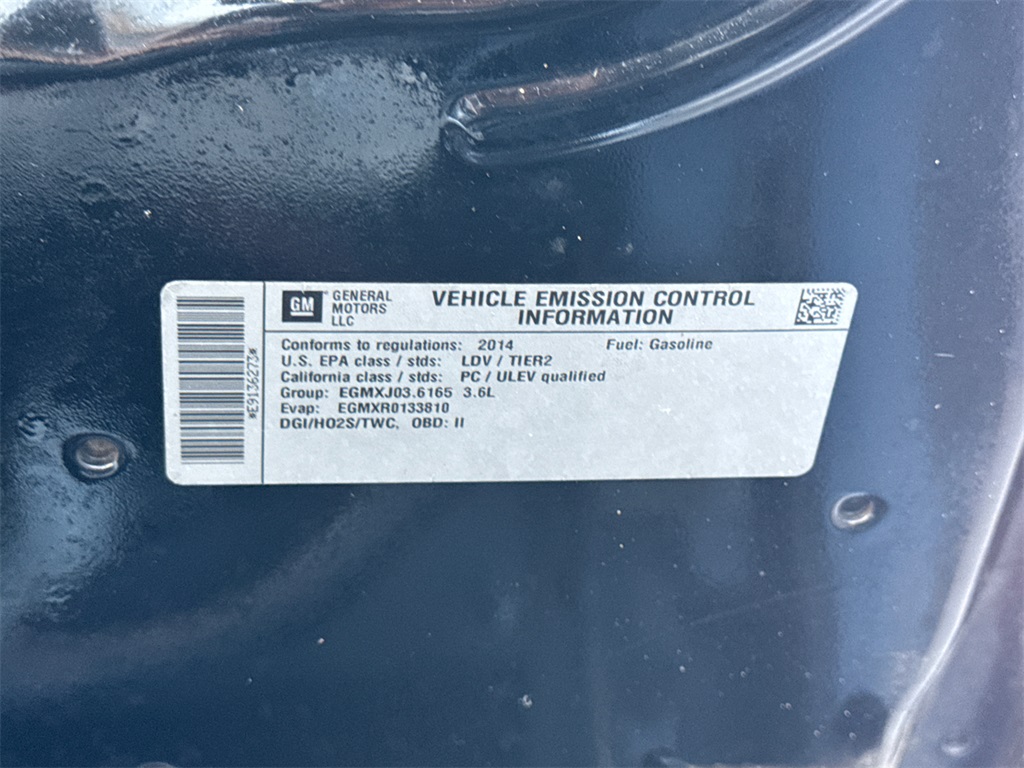 GM
GENERAL
MOTORS
LLC
VEHICLE EMISSION CONTROL
INFORMATION
*E9136273*
Conforms to regulations: 2014 Fuel: Gasoline
U.S. EPA class / stds: LDV / TIER2
California class / stds: PC / ULEV qualified
Group: EGMXJ03.6165 3.6L
Evap: EGMXR0133810
DGI/HO2S/TWC, OBD: II